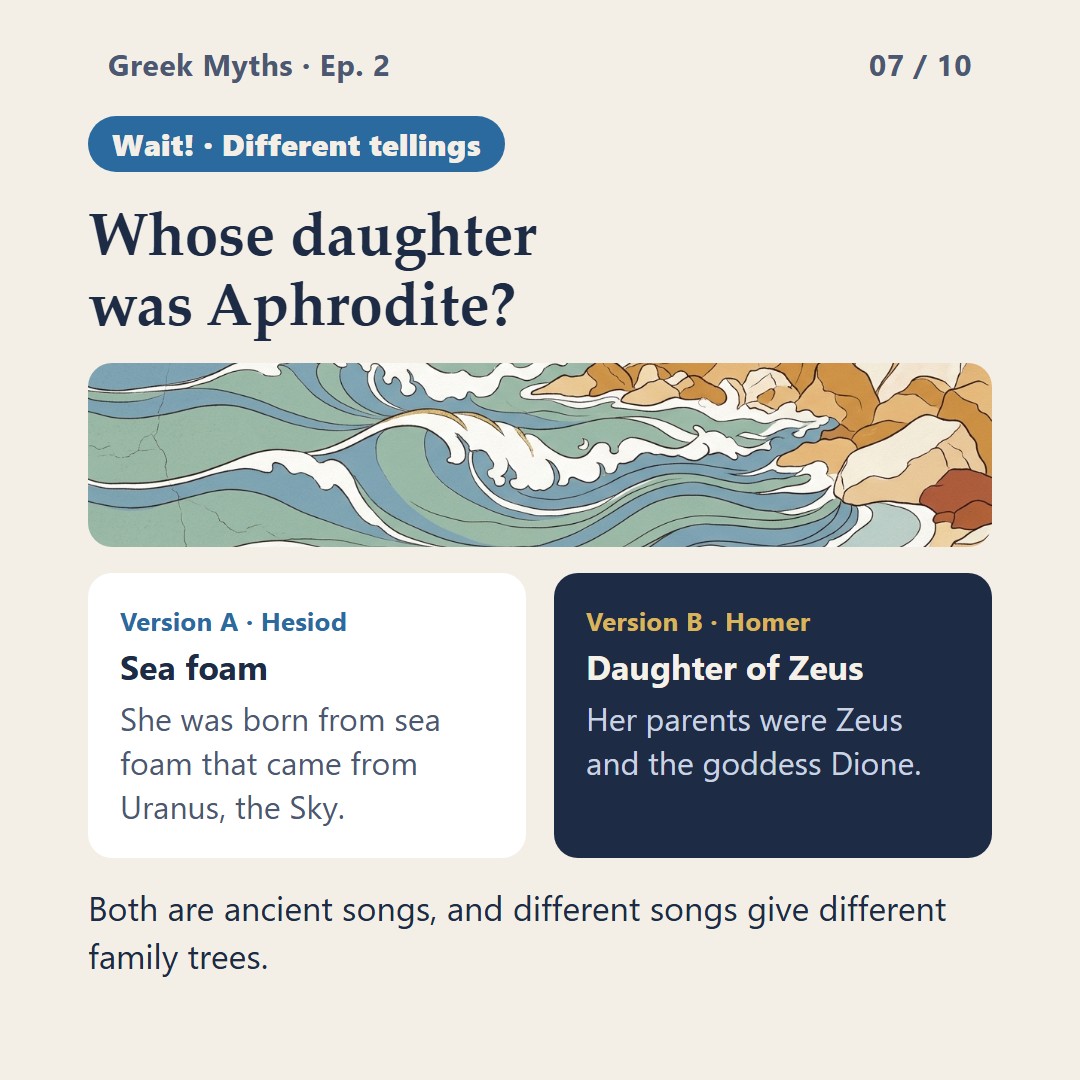 Greek Myths · Ep. 2
07 / 10
Wait! · Different tellings
Whose daughter
was Aphrodite?
Version A · Hesiod
Sea foam
She was born from sea
foam that came from
Uranus, the Sky.
Version B · Homer
Daughter of Zeus
Her parents were Zeus
and the goddess Dione.
Both are ancient songs, and different songs give different
family trees.